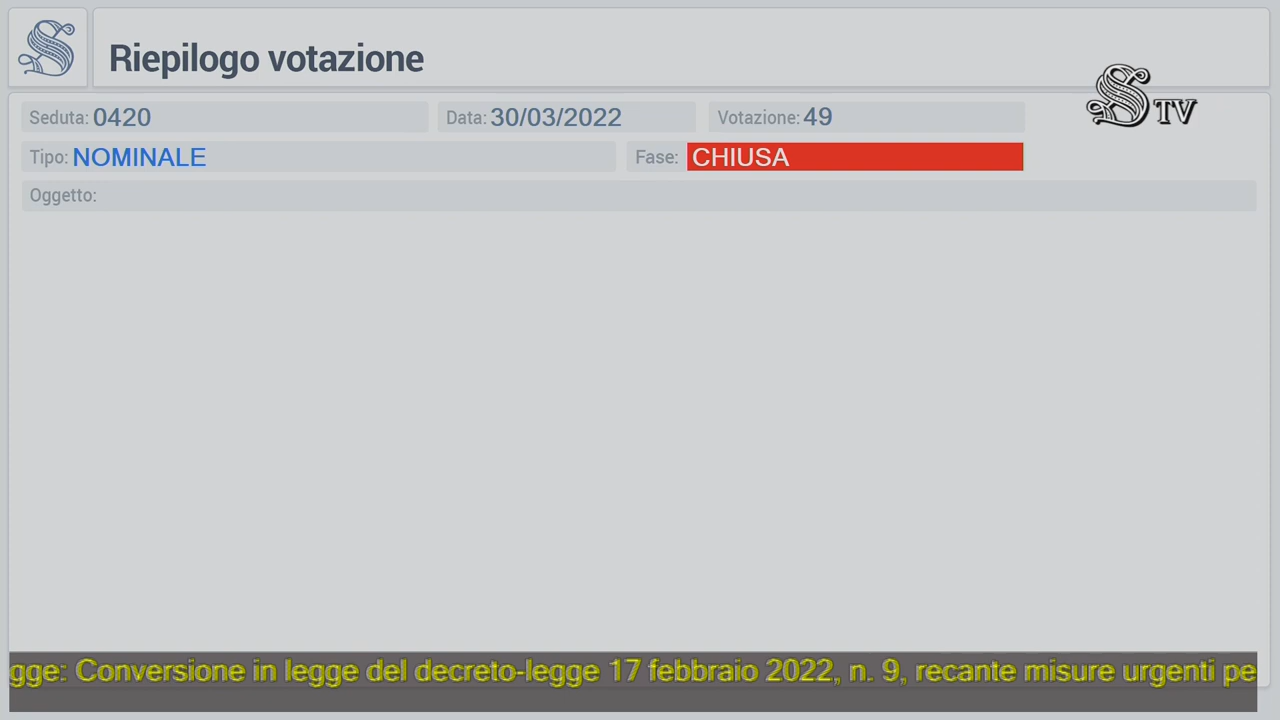 Riepilogo votazione
TV
Seduta: 0420 Data: 30/03/2022 Votazione: 49
Tipo: NOMINALE Fase: CHIUSA
Oggetto:
gge: Conversione in legge del decreto-legge 17 febbraio 2022, n. 9, recante misure urgenti pe